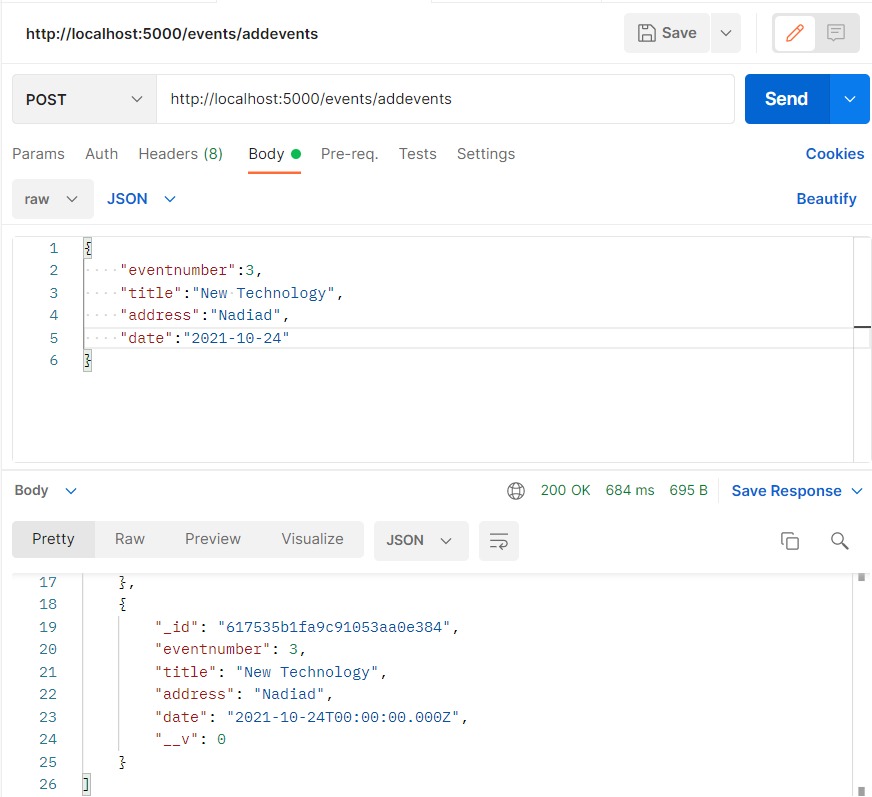 http://localhost:5000/events/addevents
Save
POST
http://localhost:5000/events/addevents
Send
Params Auth Headers (8) Body Pre-req. Tests Settings Cookies
raw JSON Beautify
1 {
2 "eventnumber":3,
3 "title":"New Technology",
4 "address":"Nadiad",
5 "date":"2021-10-24"
6 }
Body 200 OK 684 ms 695 B Save Response
Pretty Raw Preview Visualize JSON
17 },
18 {
19 "_id": "617535b1fa9c91053aa0e384",
20 "eventnumber": 3,
21 "title": "New Technology",
22 "address": "Nadiad",
23 "date": "2021-10-24T00:00:00.000Z",
24 "__v": 0
25 }
26 ]